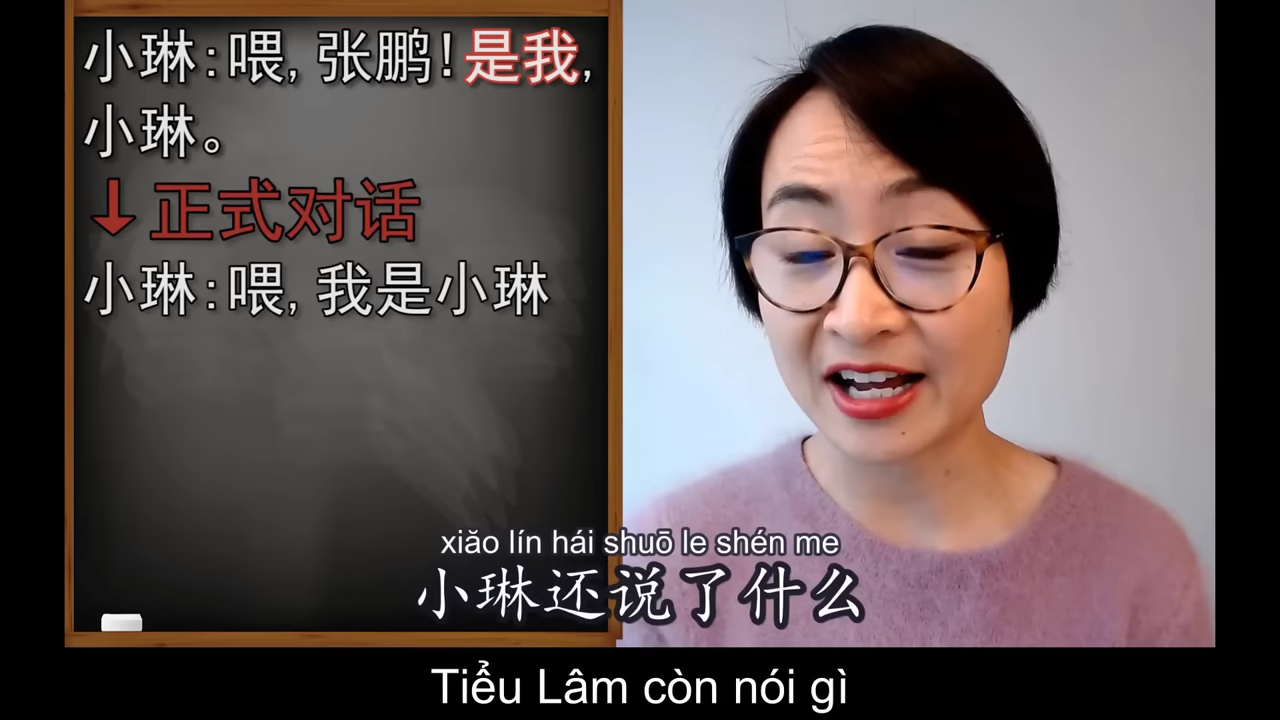 小琳:喂,张鹏!是我,
小琳。
↓正式对话
小琳:喂,我是小琳
xiǎo lín hái shuō le shén me
小琳还说了什么
Tiểu Lâm còn nói gì